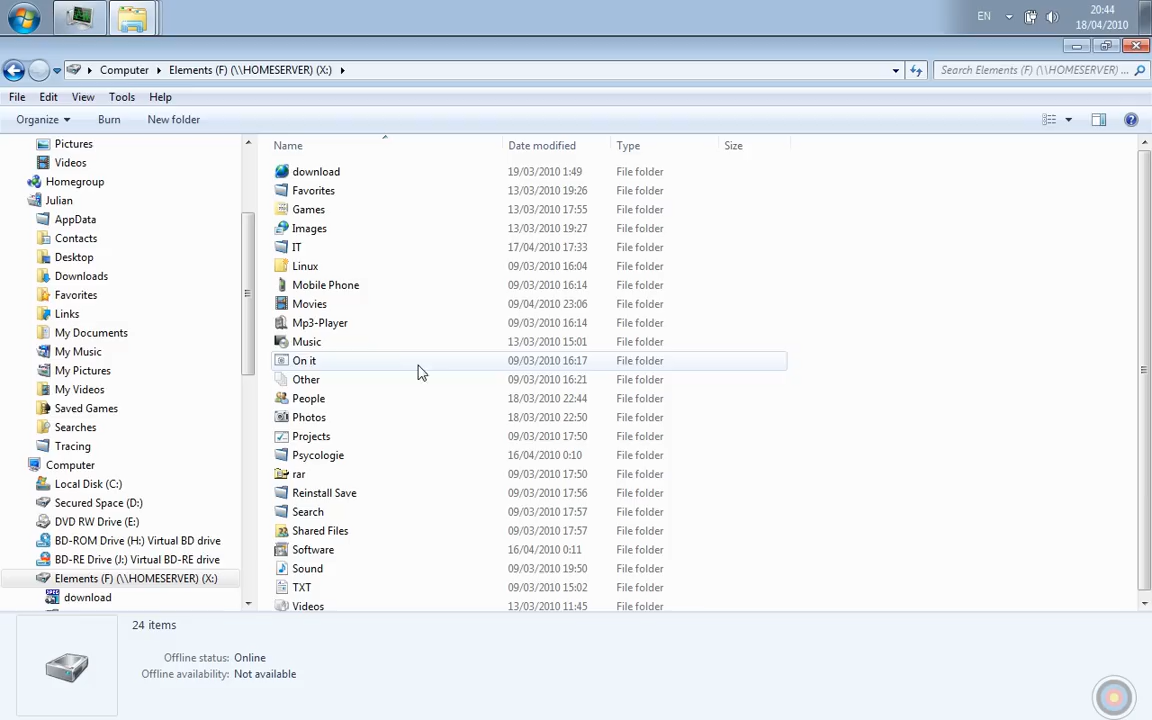 EN
20:44
18/04/2010
Computer Elements (F) (\\HOMESERVER) (X:)
Search Elements (F) (\\HOMESERVER) ...
File Edit View Tools Help
Organize Burn New folder
Pictures
Videos
Homegroup
Julian
AppData
Contacts
Desktop
Downloads
Favorites
Links
My Documents
My Music
My Pictures
My Videos
Saved Games
Searches
Tracing
Computer
Local Disk (C:)
Secured Space (D:)
DVD RW Drive (E:)
BD-ROM Drive (H:) Virtual BD drive
BD-RE Drive (J:) Virtual BD-RE drive
Elements (F) (\\HOMESERVER) (X:)
download
Name Date modified Type Size
download 19/03/2010 1:49 File folder
Favorites 13/03/2010 19:26 File folder
Games 13/03/2010 17:55 File folder
Images 13/03/2010 19:27 File folder
IT 17/04/2010 17:33 File folder
Linux 09/03/2010 16:04 File folder
Mobile Phone 09/03/2010 16:14 File folder
Movies 09/04/2010 23:06 File folder
Mp3-Player 09/03/2010 16:14 File folder
Music 13/03/2010 15:01 File folder
On it 09/03/2010 16:17 File folder
Other 09/03/2010 16:21 File folder
People 18/03/2010 22:44 File folder
Photos 18/03/2010 22:50 File folder
Projects 09/03/2010 17:50 File folder
Psycologie 16/04/2010 0:10 File folder
rar 09/03/2010 17:50 File folder
Reinstall Save 09/03/2010 17:56 File folder
Search 09/03/2010 17:57 File folder
Shared Files 09/03/2010 17:57 File folder
Software 16/04/2010 0:11 File folder
Sound 09/03/2010 19:50 File folder
TXT 09/03/2010 15:02 File folder
Videos 13/03/2010 11:45 File folder
24 items
Offline status: Online
Offline availability: Not available